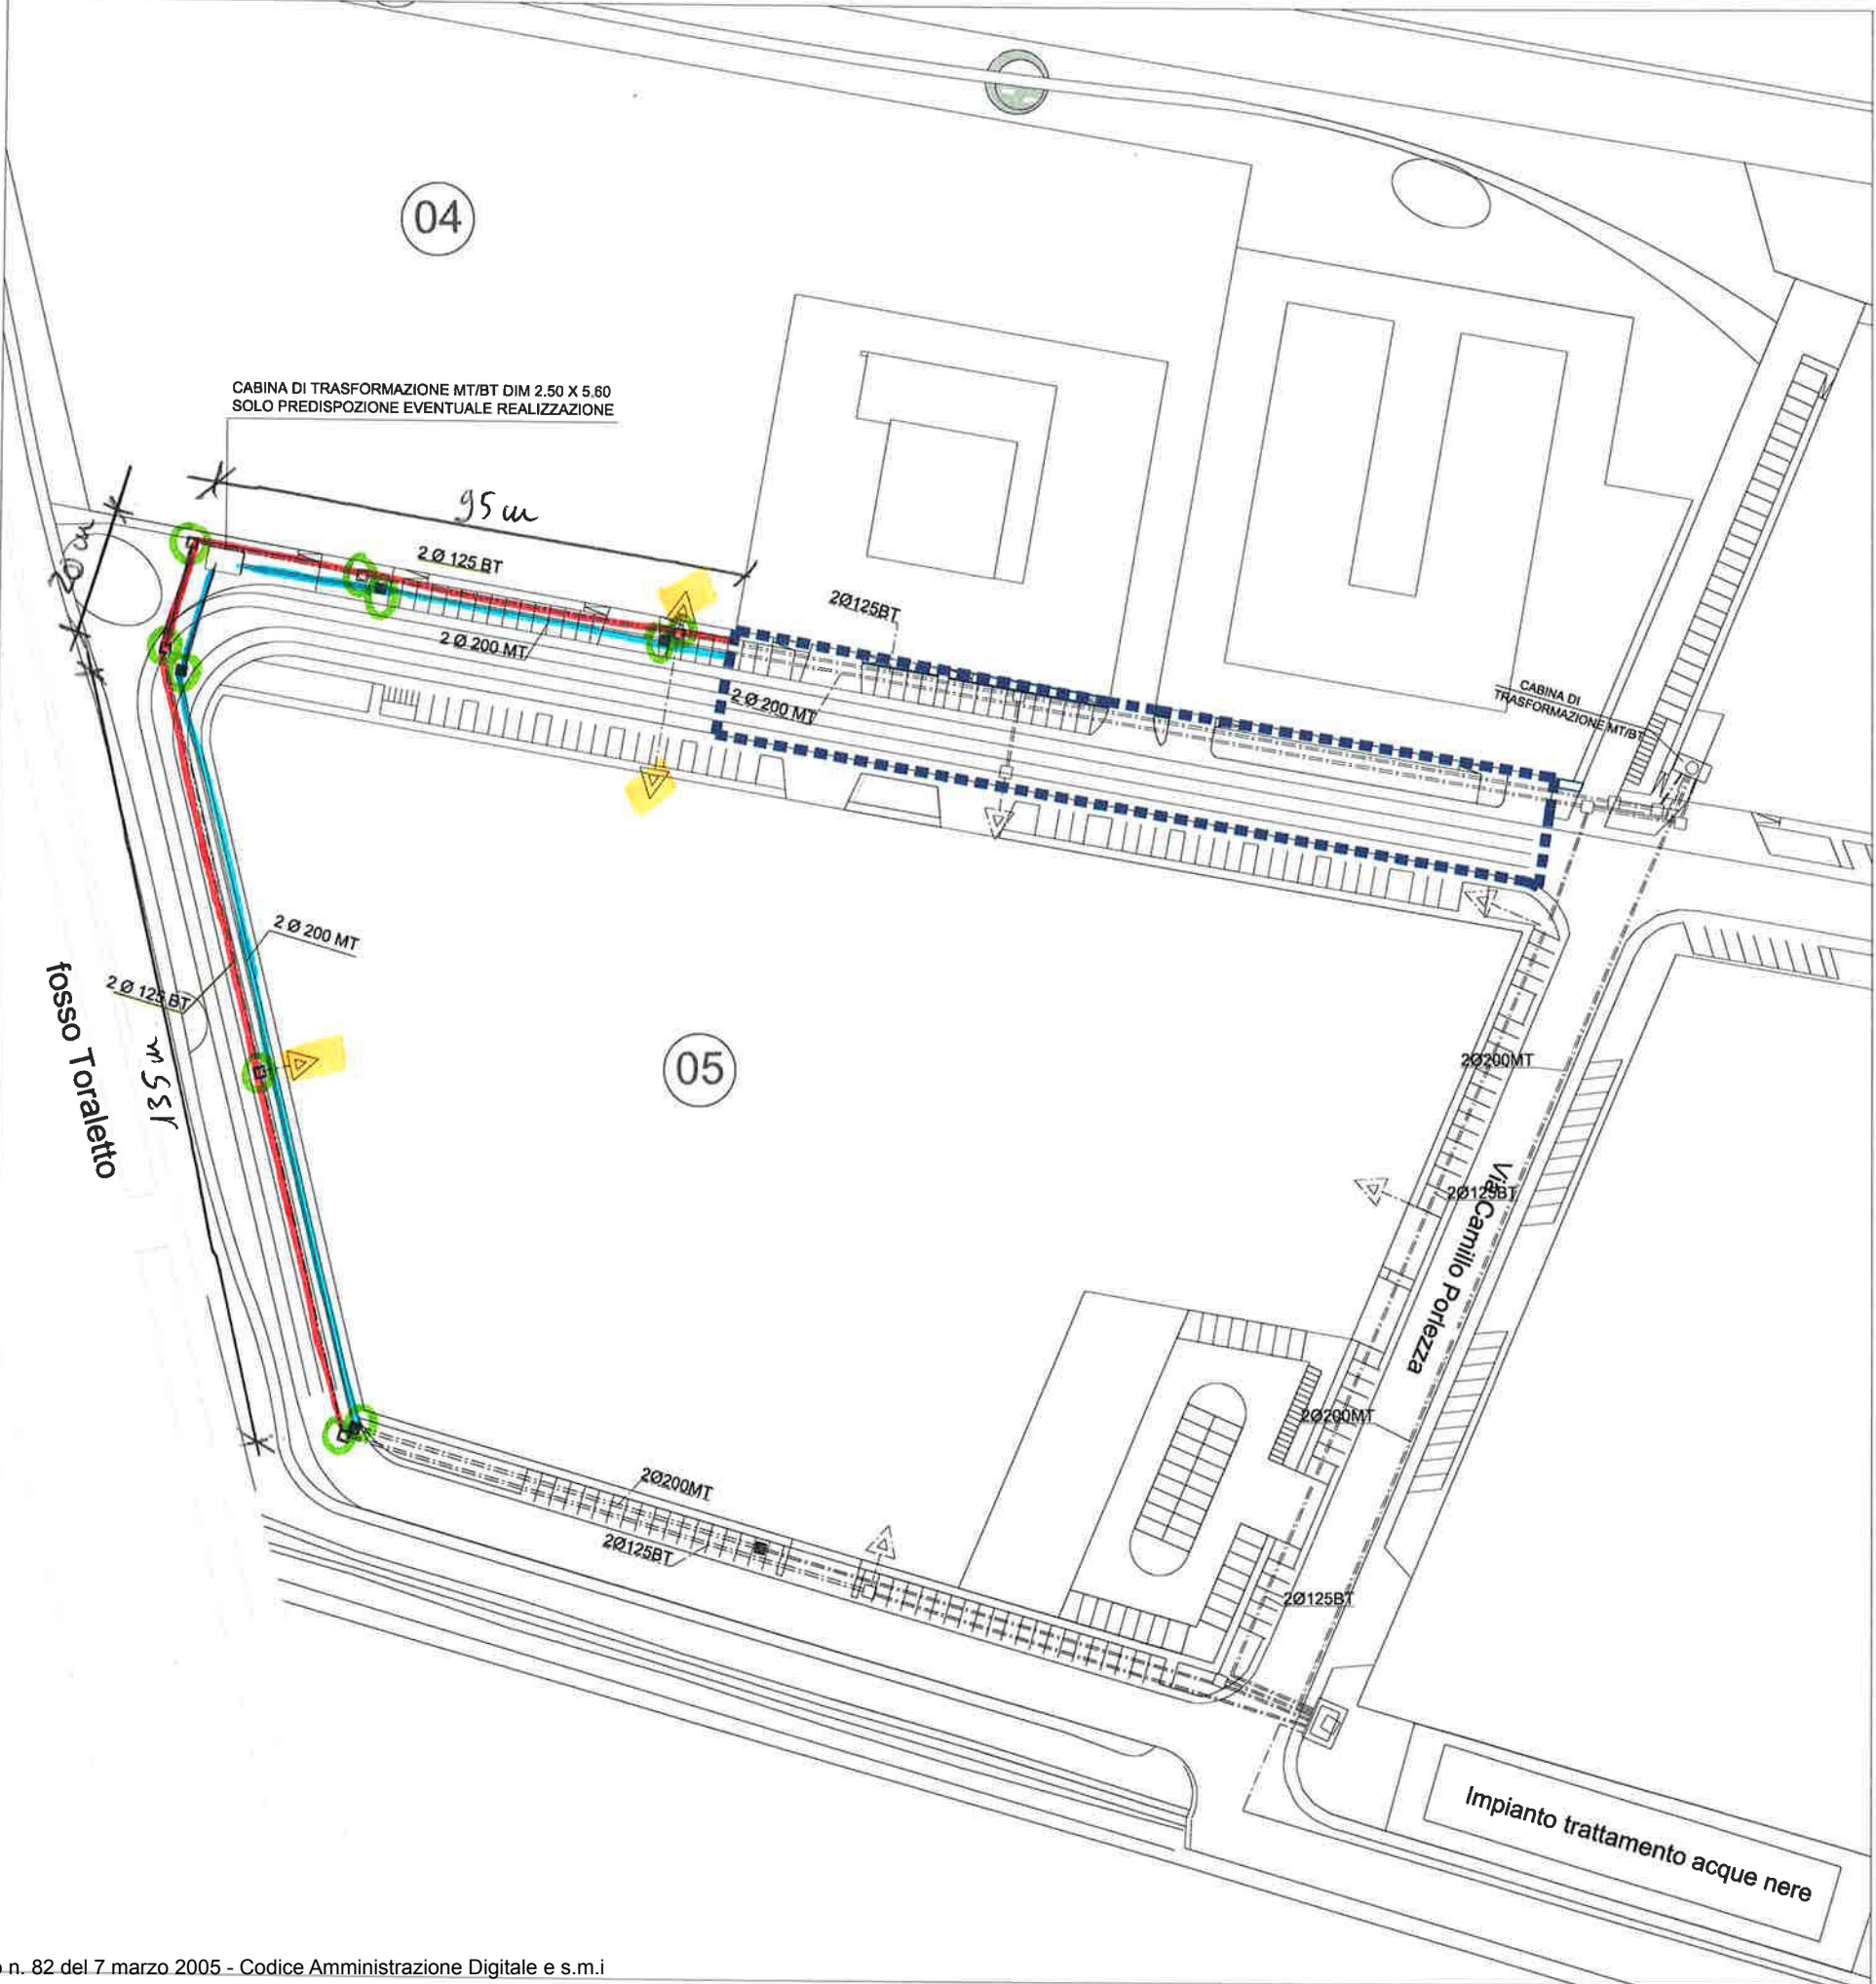 04
CABINA DI TRASFORMAZIONE MT/BT DIM 2.50 X 5.60
SOLO PREDISPOZIONE EVENTUALE REALIZZAZIONE
95 m
20 m
2 Ø 125 BT
2 Ø 200 MT
2Ø125BT
2 Ø 200 MT
CABINA DI
TRASFORMAZIONE MT/BT
2 Ø 200 MT
2 Ø 125 BT
fosso Toraletto
135 m
05
2Ø200MT
2Ø125BT
Via Camillo Porlezza
2Ø200MT
2Ø125BT
2Ø200MT
2Ø125BT
Impianto trattamento acque nere
n. 82 del 7 marzo 2005 - Codice Amministrazione Digitale e s.m.i